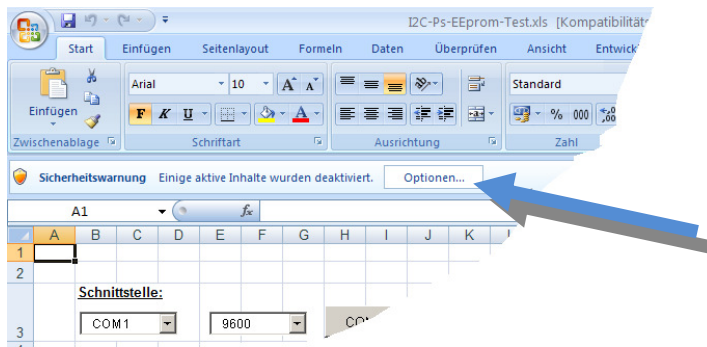 I2C-Ps-EEprom-Test.xls [Kompatibilitäts
Start Einfügen Seitenlayout Formeln Daten Überprüfen Ansicht Entwick
Arial 10 A A Standard
Einfügen F K U % 000
Zwischenablage Schriftart Ausrichtung Zahl
Sicherheitswarnung Einige aktive Inhalte wurden deaktiviert. Optionen...
A1 fx
A B C D E F G H I J K
1
2
Schnittstelle:
3 COM1 9600